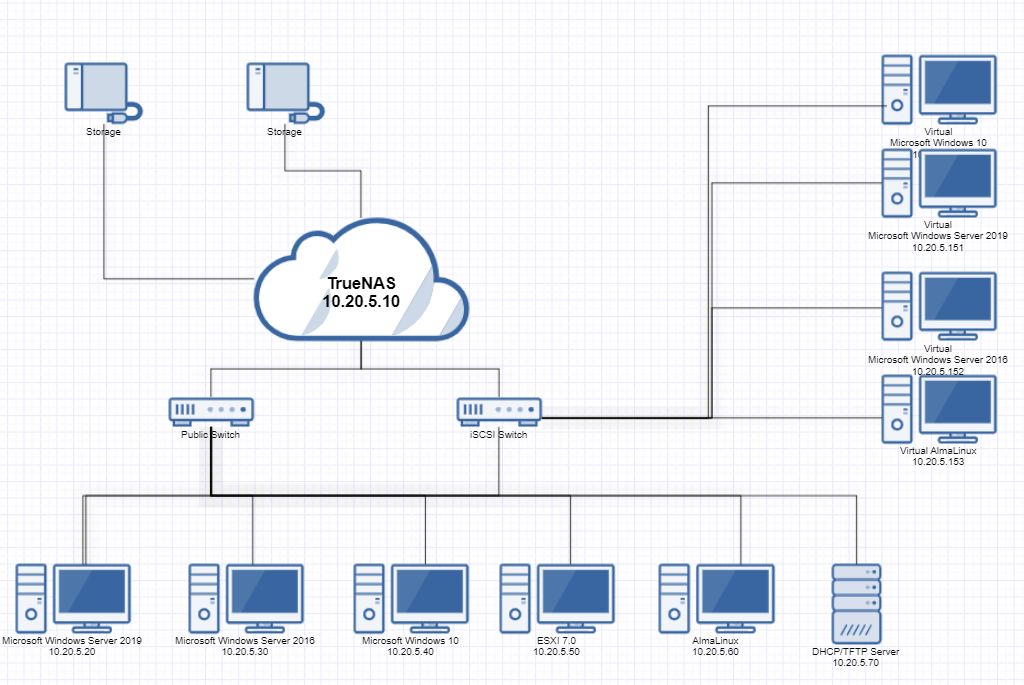 Storage
Storage
Virtual
Microsoft Windows 10
Virtual
Microsoft Windows Server 2019
10.20.5.151
TrueNAS
10.20.5.10
Virtual
Microsoft Windows Server 2016
10.20.5.152
Public Switch
iSCSI Switch
Virtual AlmaLinux
10.20.5.153
Microsoft Windows Server 2019
10.20.5.20
Microsoft Windows Server 2016
10.20.5.30
Microsoft Windows 10
10.20.5.40
ESXI 7.0
10.20.5.50
AlmaLinux
10.20.5.60
DHCP/TFTP Server
10.20.5.70